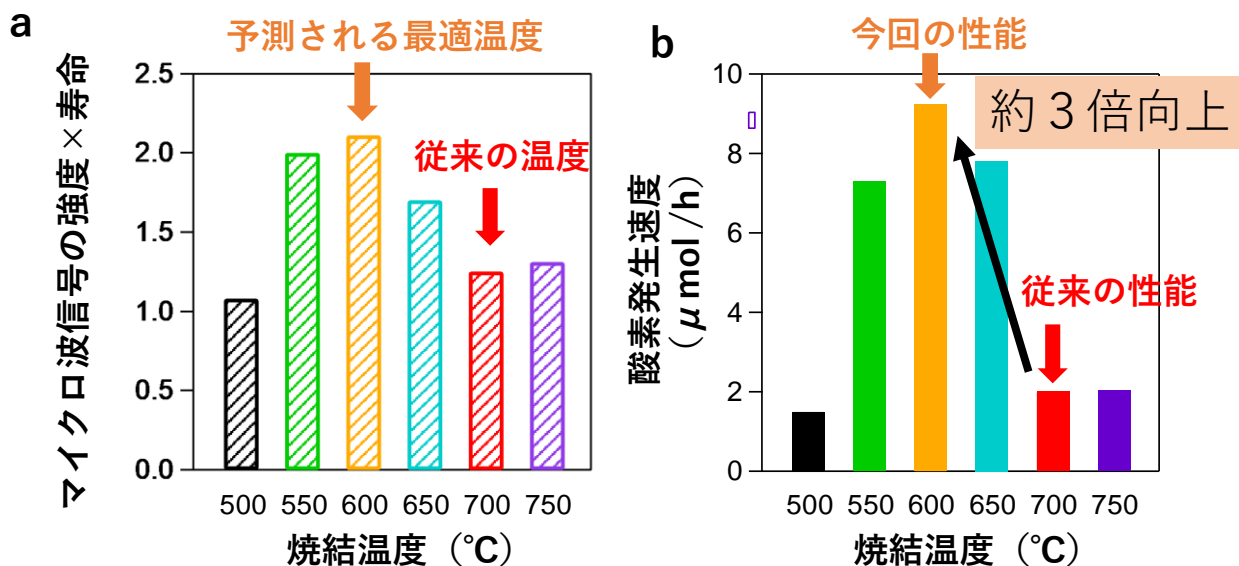 a
予測される最適温度
マイクロ波信号の強度×寿命
2.5
2.0
1.5
1.0
0.5
0.0
従来の温度
500 550 600 650 700 750
焼結温度（℃）
b
今回の性能
約３倍向上
酸素発生速度
（μmol/h）
10
8
6
4
2
0
従来の性能
500 550 600 650 700 750
焼結温度（℃）